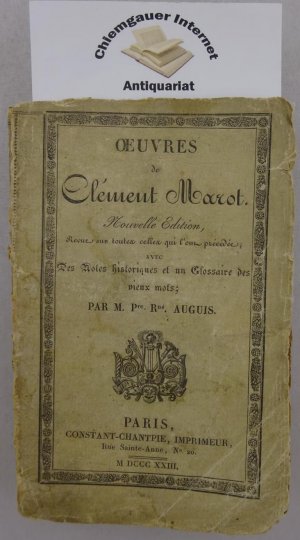 Chiemgauer Internet
Antiquariat
ŒUVRES
de
Clément Marot.
Nouvelle Édition,
Revue sur toutes celles qui l'ont précédée;
AVEC
Des Notes historiques et un Glossaire des
vieux mots;
PAR M. Pre. Rné. AUGUIS.
PARIS,
CONSTANT-CHANTPIE, IMPRIMEUR,
Rue Sainte-Anne, No 20.
M DCCC XXIII.